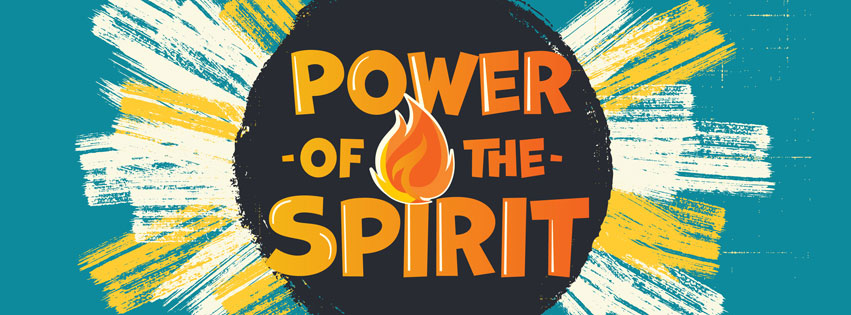 POWER
-OF THE-
SPIRIT